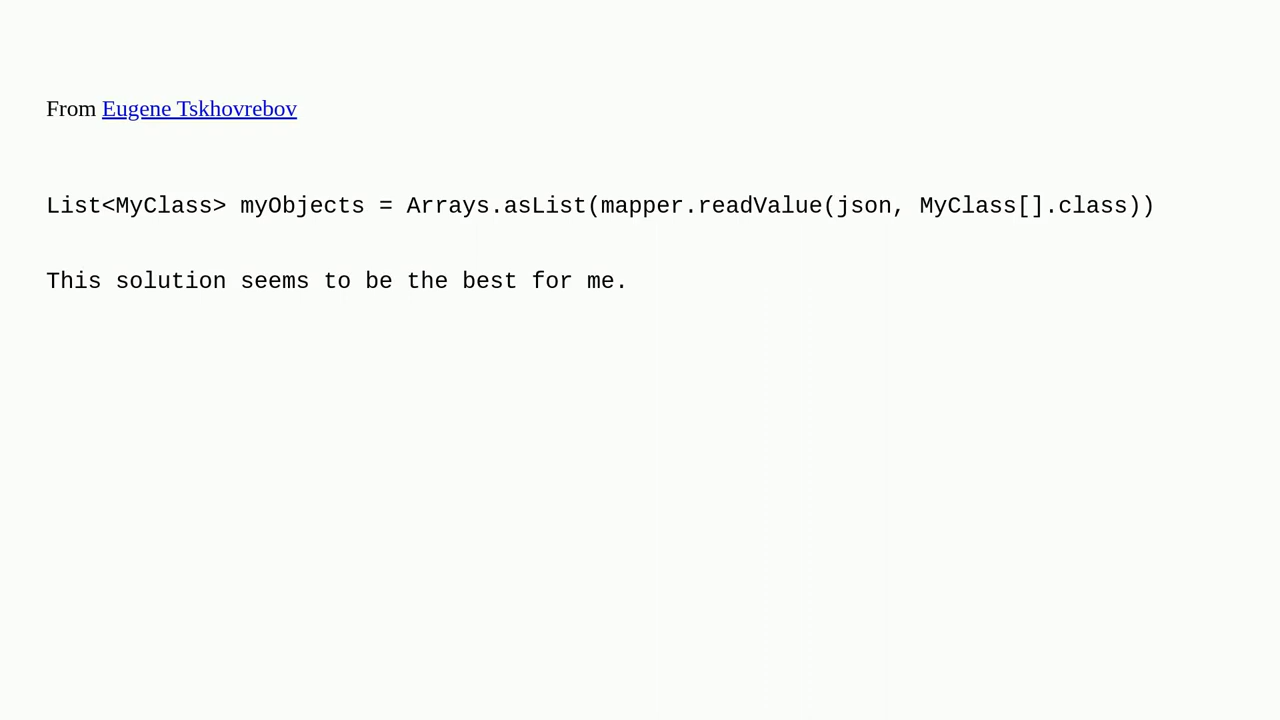 From Eugene Tskhovrebov
List<MyClass> myObjects = Arrays.asList(mapper.readValue(json, MyClass[].class))
This solution seems to be the best for me.